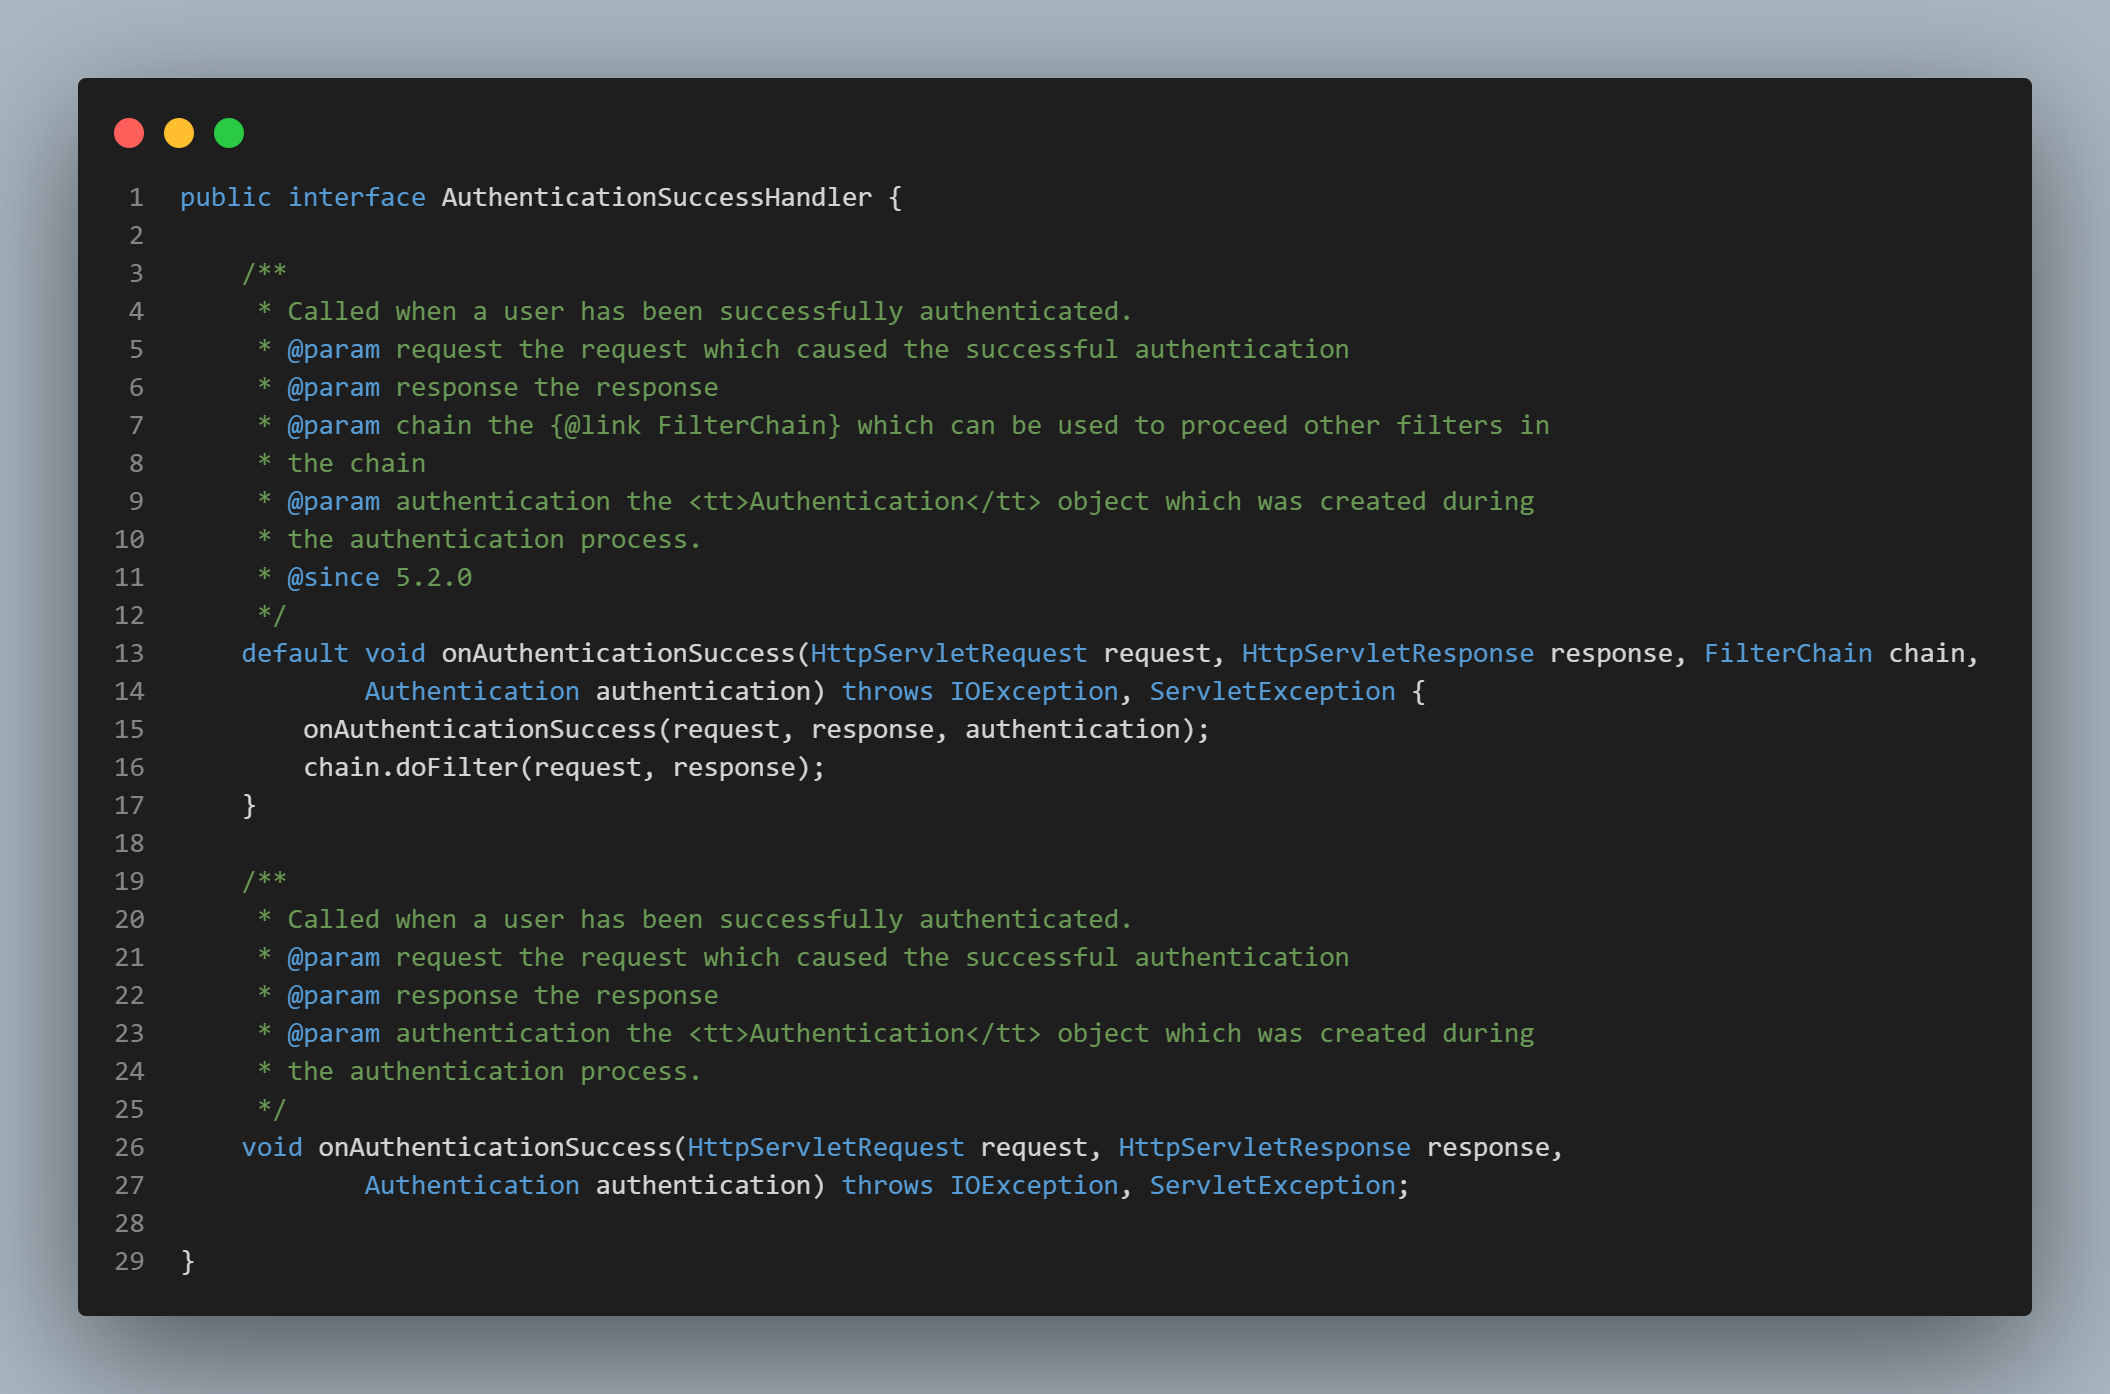 1 public interface AuthenticationSuccessHandler {
2
3     /**
4      * Called when a user has been successfully authenticated.
5      * @param request the request which caused the successful authentication
6      * @param response the response
7      * @param chain the {@link FilterChain} which can be used to proceed other filters in
8      * the chain
9      * @param authentication the <tt>Authentication</tt> object which was created during
10      * the authentication process.
11      * @since 5.2.0
12      */
13     default void onAuthenticationSuccess(HttpServletRequest request, HttpServletResponse response, FilterChain chain,
14             Authentication authentication) throws IOException, ServletException {
15         onAuthenticationSuccess(request, response, authentication);
16         chain.doFilter(request, response);
17     }
18
19     /**
20      * Called when a user has been successfully authenticated.
21      * @param request the request which caused the successful authentication
22      * @param response the response
23      * @param authentication the <tt>Authentication</tt> object which was created during
24      * the authentication process.
25      */
26     void onAuthenticationSuccess(HttpServletRequest request, HttpServletResponse response,
27             Authentication authentication) throws IOException, ServletException;
28
29 }